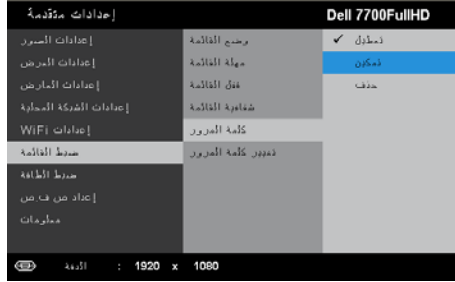 إعدادات متقدمة
Dell 7700FullHD
إعدادات الصور
إعدادات العرض
إعدادات العارض
إعدادات الشبكة المحلية
إعدادات WiFi
ضبط القائمة
ضبط الطاقة
إعداد من ف ص
معلومات
وضع القائمة
مهلة القائمة
قفل القائمة
شفافية القائمة
كلمة المرور
تغيير كلمة المرور
تعطيل
تمكين
حذف
الدقة : 1920 x 1080